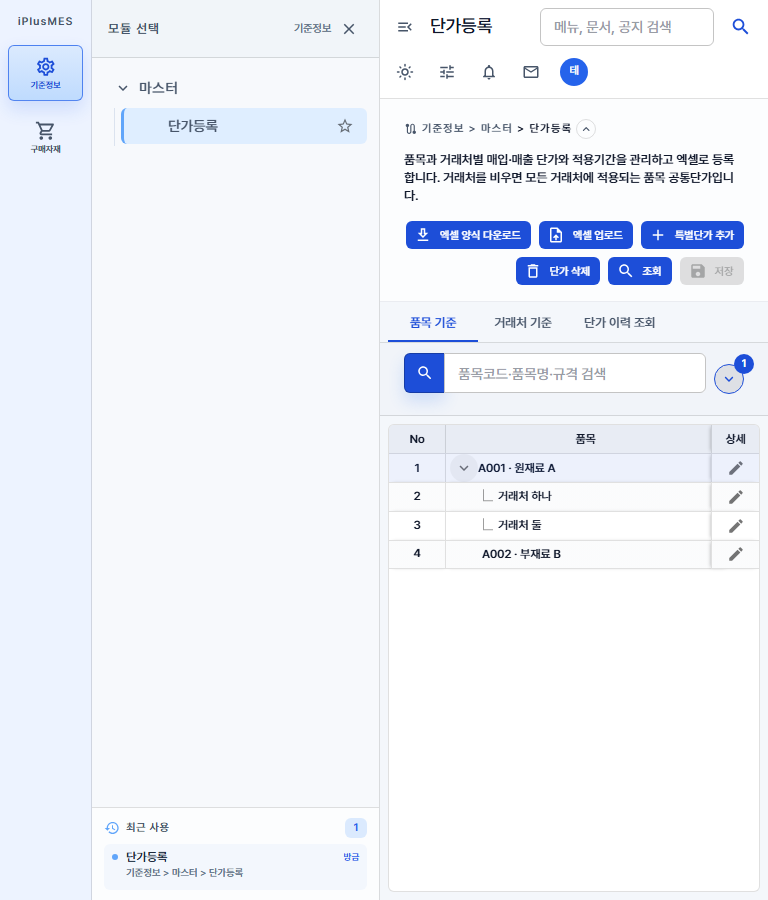 iPlusMES
기준정보
구매자재
모듈 선택
기준정보
마스터
단가등록
최근 사용
1
단가등록
방금
기준정보 > 마스터 > 단가등록
단가등록
메뉴, 문서, 공지 검색
테
기준정보 > 마스터 > 단가등록
품목과 거래처별 매입·매출 단가와 적용기간을 관리하고 엑셀로 등록
합니다. 거래처를 비우면 모든 거래처에 적용되는 품목 공통단가입니
다.
엑셀 양식 다운로드
엑셀 업로드
특별단가 추가
단가 삭제
조회
저장
품목 기준
거래처 기준
단가 이력 조회
품목코드·품목명·규격 검색
1
No 품목 상세
1 A001 · 원재료 A
2 거래처 하나
3 거래처 둘
4 A002 · 부재료 B